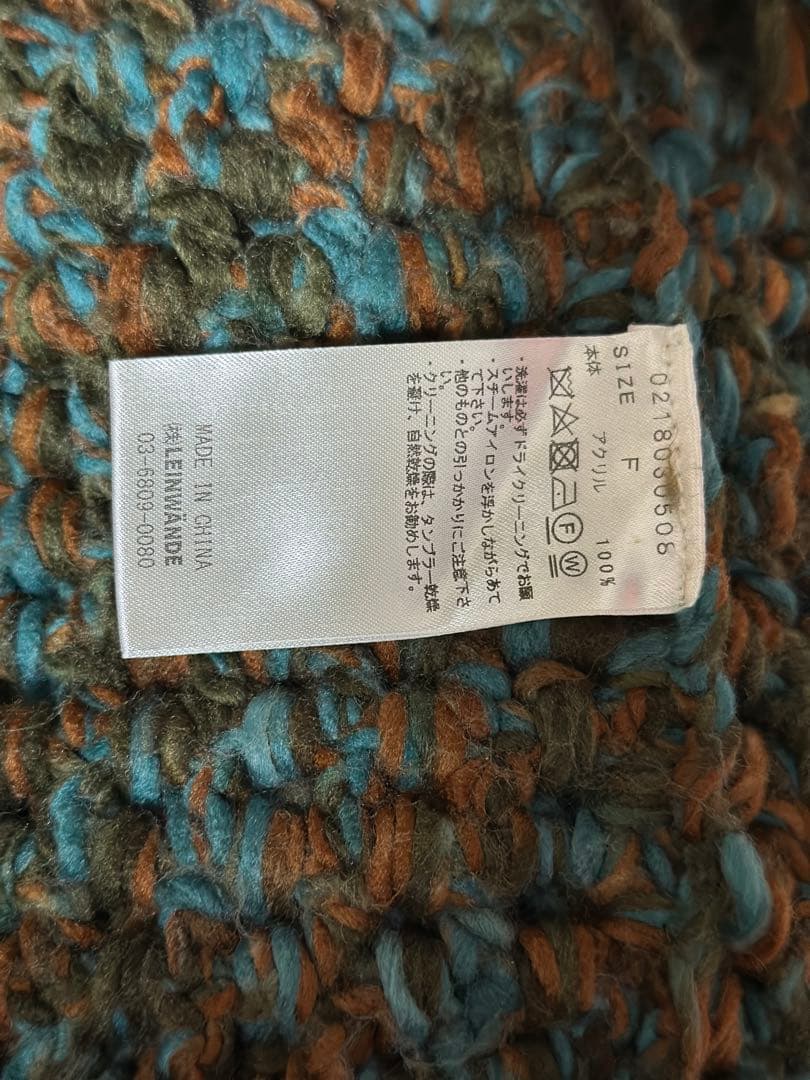 0218030506
SIZE F
本体 アクリル 100%
F W
・洗濯は必ずドライクリーニングでお願
いします。
・スチームアイロンを浮かしながらあて
て下さい。
・他のものとの引っかかりにご注意下さ
い。
・クリーニングの際は、タンブラー乾燥
を避け、自然乾燥をお勧めします。
MADE IN CHINA
㈱LEINWÄNDE
03-6809-0080